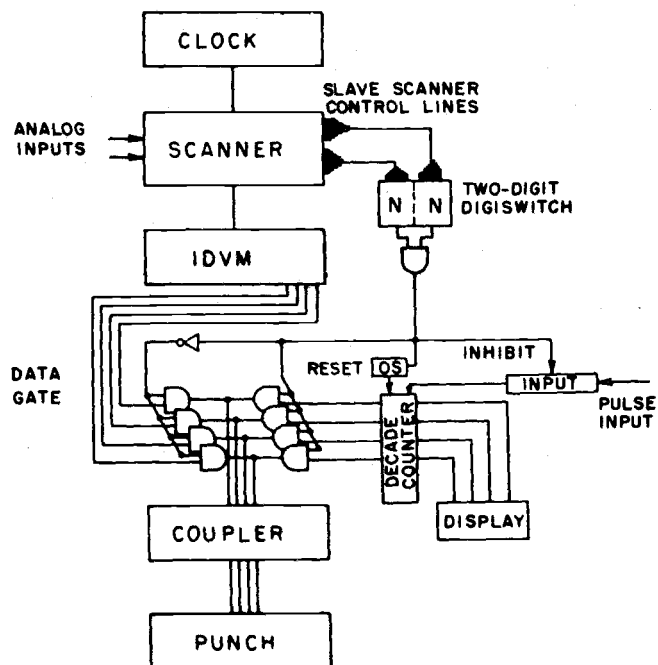 CLOCK
SLAVE SCANNER
CONTROL LINES
ANALOG
INPUTS
SCANNER
TWO-DIGIT
DIGISWITCH
N N
IDVM
DATA
GATE
RESET
OS
INHIBIT
INPUT
PULSE
INPUT
DECADE
COUNTER
DISPLAY
COUPLER
PUNCH